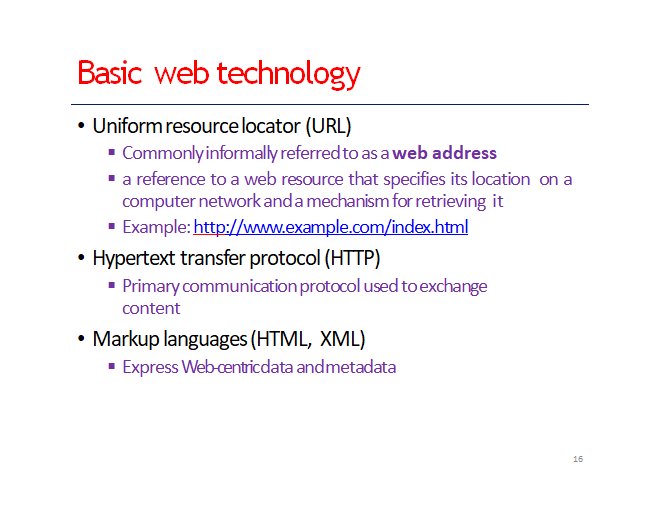 Basic web technology
• Uniform resource locator (URL)
▪ Commonly informally referred to as a web address
▪ a reference to a web resource that specifies its location on a
computer network and a mechanism for retrieving it
▪ Example: http://www.example.com/index.html
• Hypertext transfer protocol (HTTP)
▪ Primary communication protocol used to exchange
content
• Markup languages (HTML, XML)
▪ Express Web-centric data and metadata
16